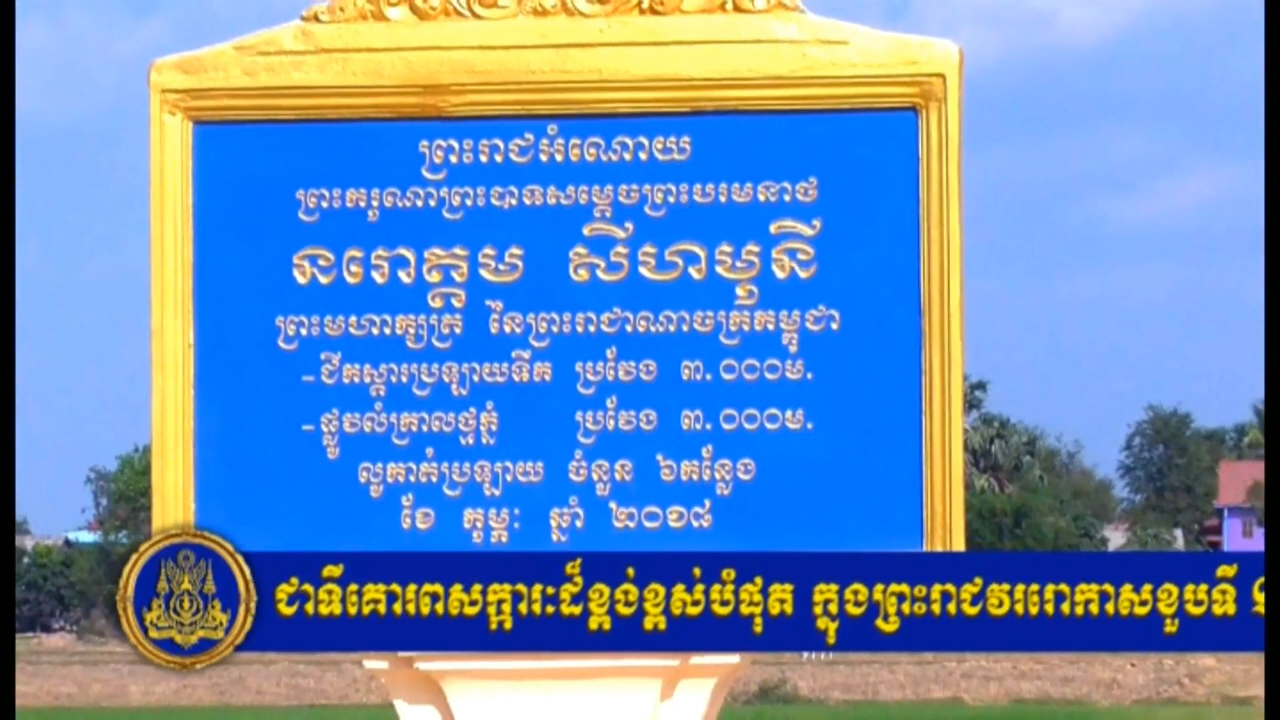 ព្រះរាជអំណោយ
ព្រះករុណាព្រះបាទសម្តេចព្រះបរមនាថ
នរោត្តម សីហមុនី
ព្រះមហាក្សត្រ នៃព្រះរាជាណាចក្រកម្ពុជា
-ជីកស្តារប្រឡាយទឹក ប្រវែង ៣.០០០ម.
-ផ្លូវលំក្រាលថ្មភ្នំ ប្រវែង ៣.០០០ម.
លូកាត់ប្រឡាយ ចំនួន ៦កន្លែង
ខែ កុម្ភៈ ឆ្នាំ ២០១៨
ជាទីគោរពសក្ការៈដ៏ខ្ពង់ខ្ពស់បំផុត ក្នុងព្រះរាជវររោកាសខួបទី